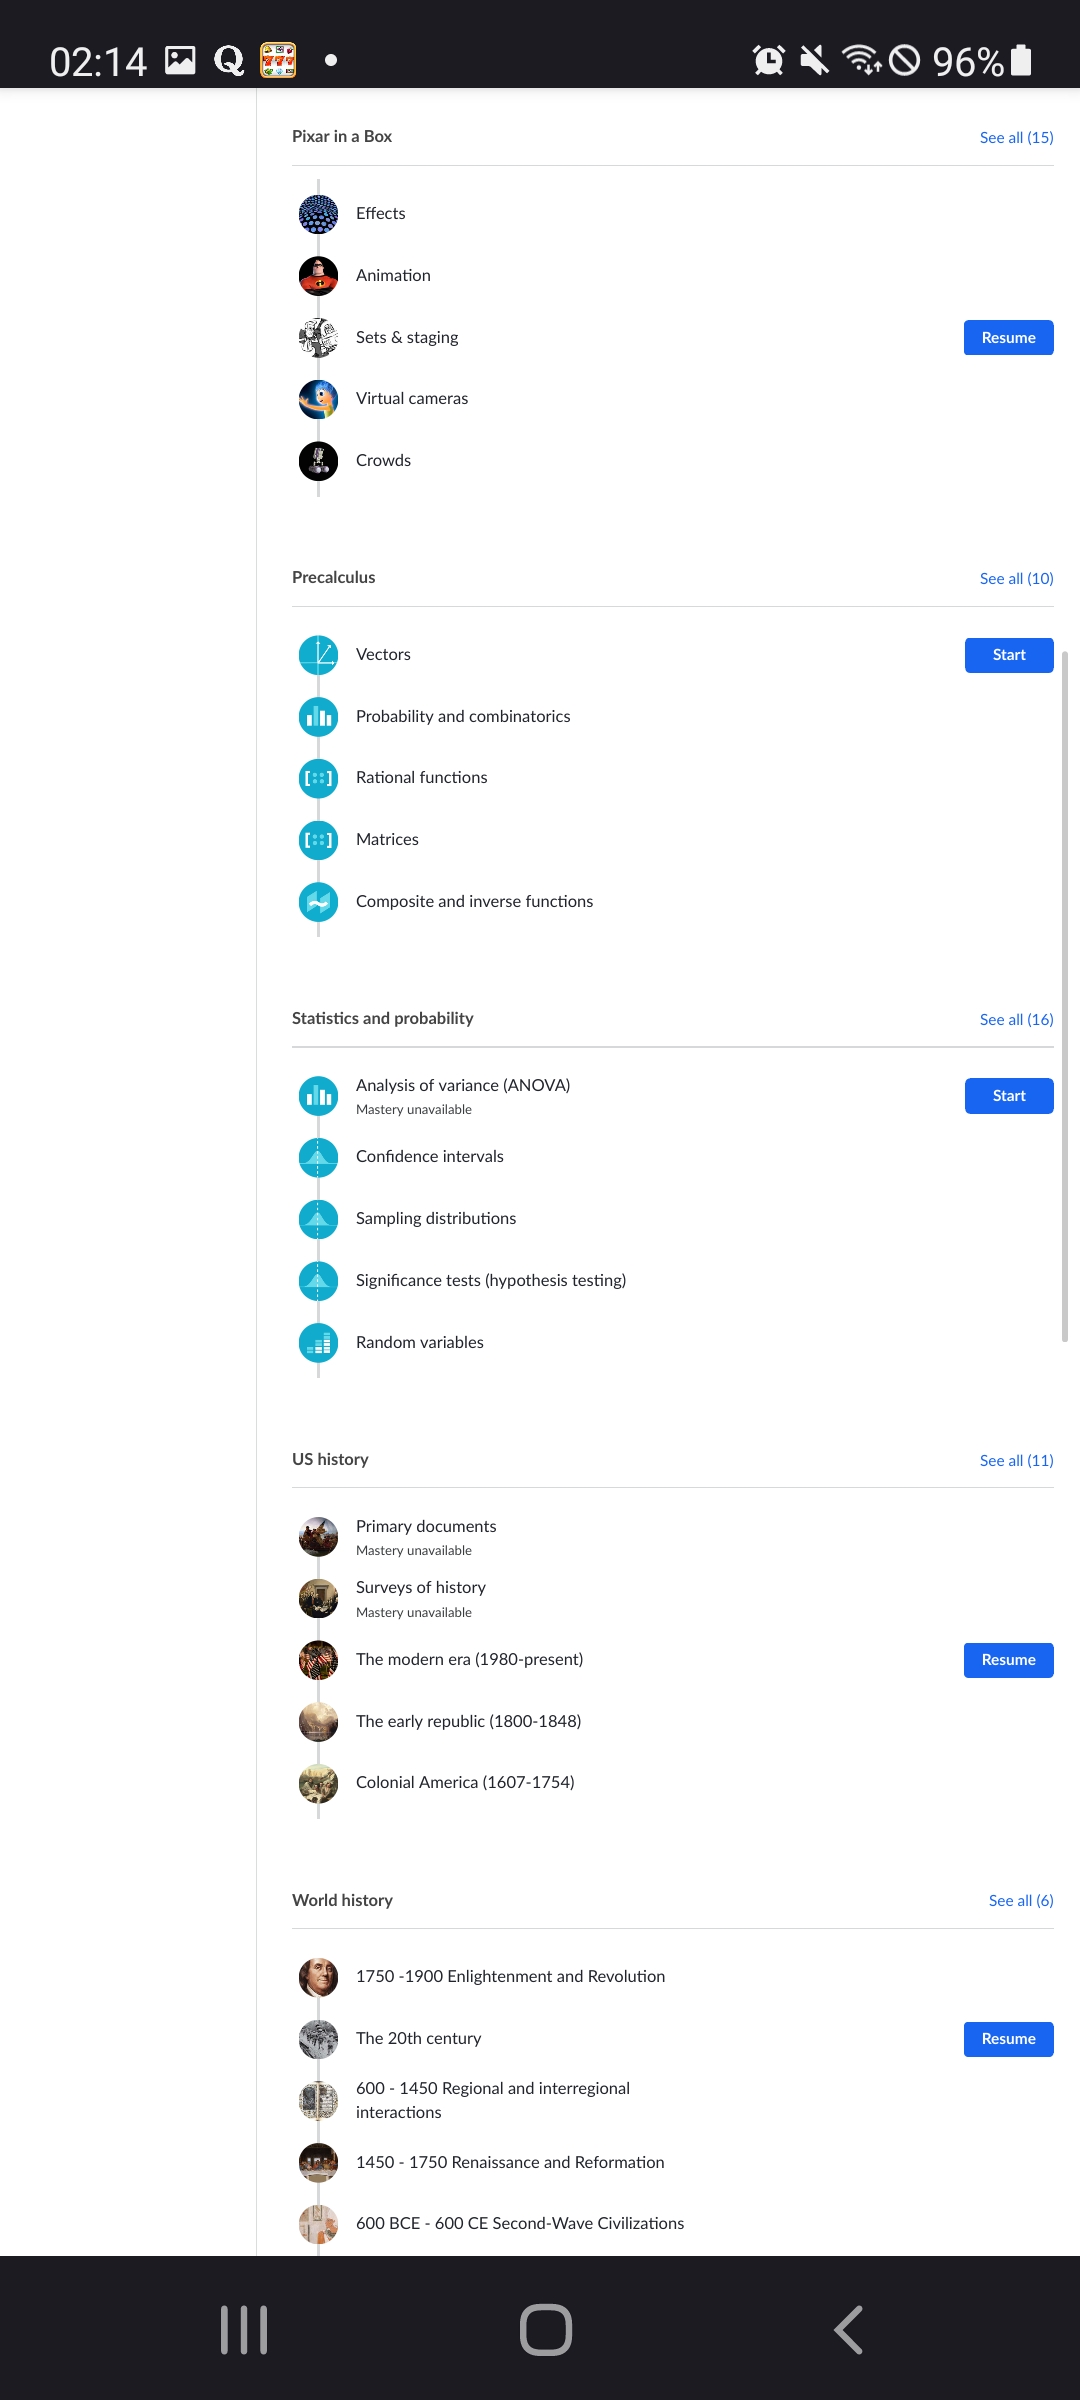 02:14
96%
Pixar in a Box
See all (15)
Effects
Animation
Sets & staging
Resume
Virtual cameras
Crowds
Precalculus
See all (10)
Vectors
Start
Probability and combinatorics
Rational functions
Matrices
Composite and inverse functions
Statistics and probability
See all (16)
Analysis of variance (ANOVA)
Mastery unavailable
Start
Confidence intervals
Sampling distributions
Significance tests (hypothesis testing)
Random variables
US history
See all (11)
Primary documents
Mastery unavailable
Surveys of history
Mastery unavailable
The modern era (1980-present)
Resume
The early republic (1800-1848)
Colonial America (1607-1754)
World history
See all (6)
1750 -1900 Enlightenment and Revolution
The 20th century
Resume
600 - 1450 Regional and interregional
interactions
1450 - 1750 Renaissance and Reformation
600 BCE - 600 CE Second-Wave Civilizations